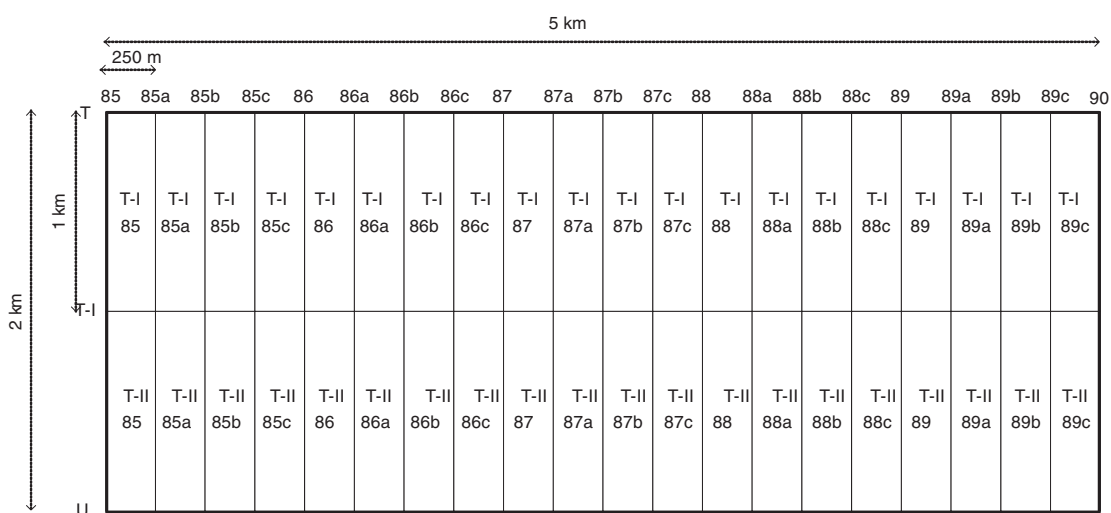 5 km
250 m
85 85a 85b 85c 86 86a 86b 86c 87 87a 87b 87c 88 88a 88b 88c 89 89a 89b 89c 90
T
T-I T-I T-I T-I T-I T-I T-I T-I T-I T-I T-I T-I T-I T-I T-I T-I T-I T-I T-I T-I
85 85a 85b 85c 86 86a 86b 86c 87 87a 87b 87c 88 88a 88b 88c 89 89a 89b 89c
1 km
2 km
T-I
T-II T-II T-II T-II T-II T-II T-II T-II T-II T-II T-II T-II T-II T-II T-II T-II T-II T-II T-II T-II
85 85a 85b 85c 86 86a 86b 86c 87 87a 87b 87c 88 88a 88b 88c 89 89a 89b 89c
U